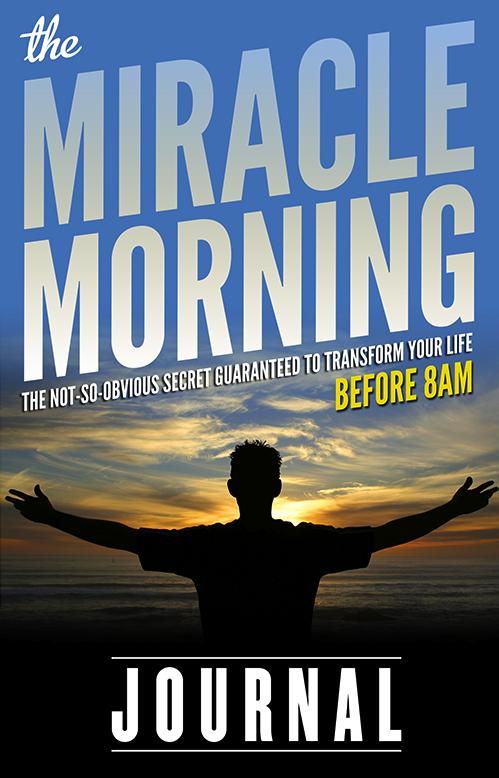 the
MIRACLE
MORNING
THE NOT-SO-OBVIOUS SECRET GUARANTEED TO TRANSFORM YOUR LIFE
BEFORE 8AM
JOURNAL